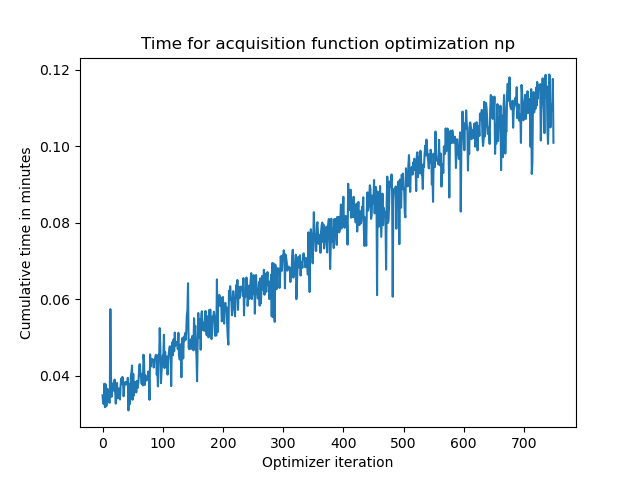 Time for acquisition function optimization np
0.12
0.10
0.08
0.06
0.04
Cumulative time in minutes
0 100 200 300 400 500 600 700
Optimizer iteration